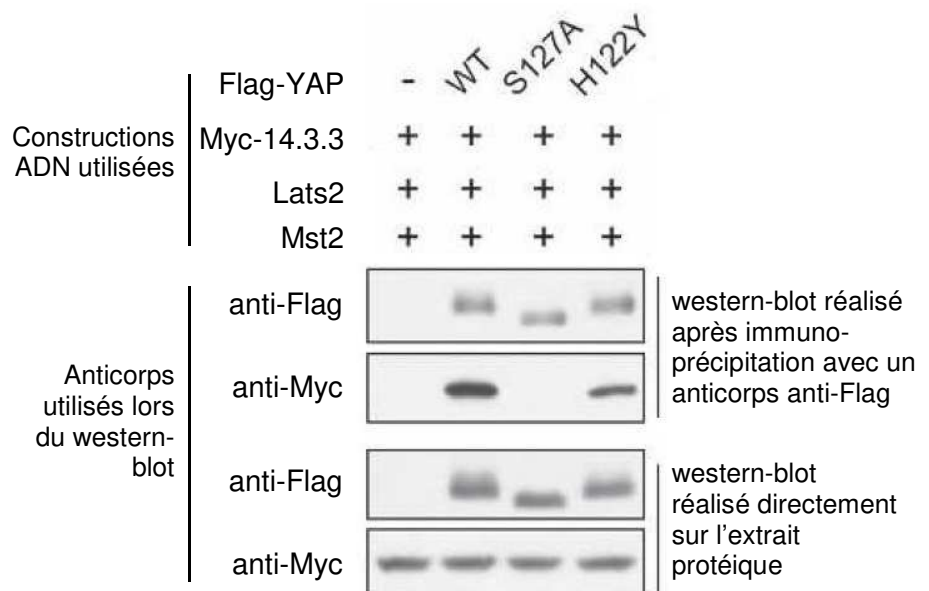 Flag-YAP - WT S127A H122Y
Constructions
ADN utilisées
Myc-14.3.3 + + + +
Lats2 + + + +
Mst2 + + + +
Anticorps
utilisés lors
du western-
blot
anti-Flag
anti-Myc
western-blot réalisé
après immuno-
précipitation avec un
anticorps anti-Flag
anti-Flag
anti-Myc
western-blot
réalisé directement
sur l'extrait
protéique